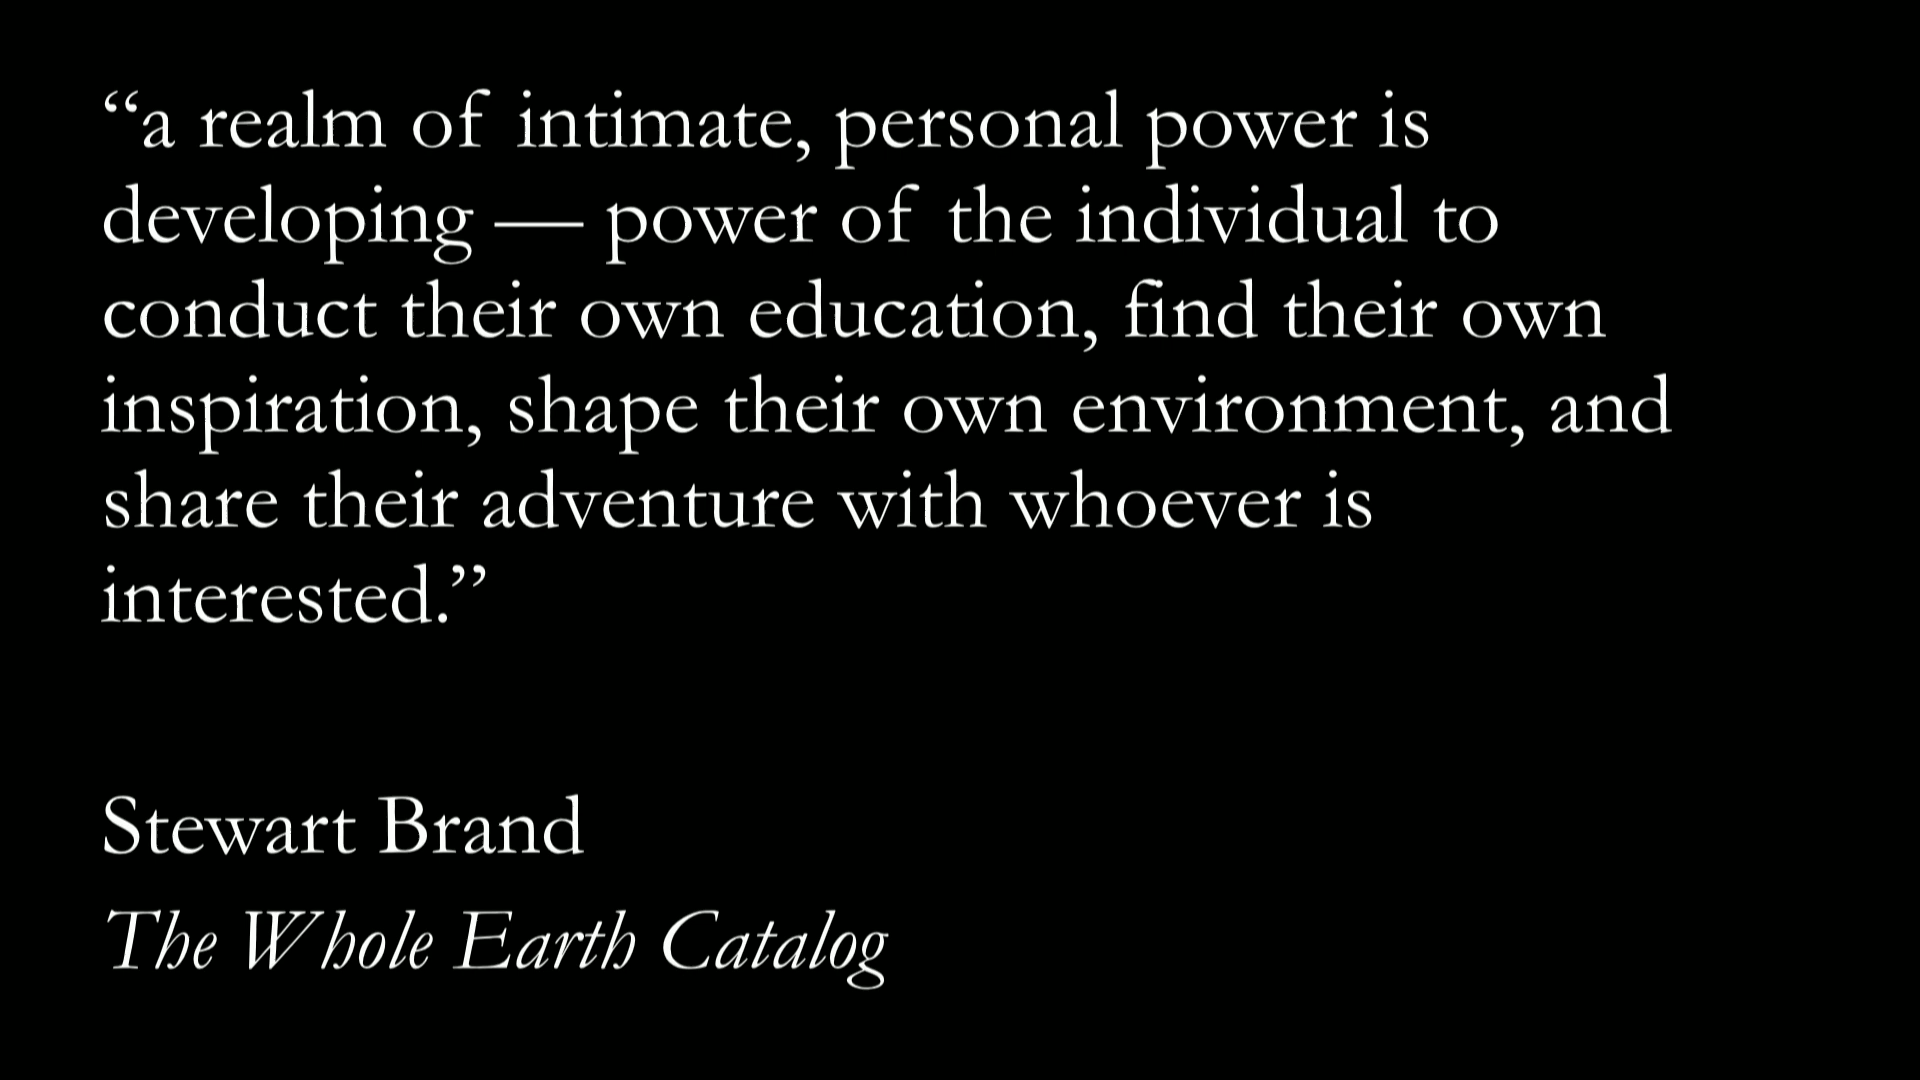 “a realm of intimate, personal power is
developing — power of the individual to
conduct their own education, find their own
inspiration, shape their own environment, and
share their adventure with whoever is
interested.”
Stewart Brand
The Whole Earth Catalog